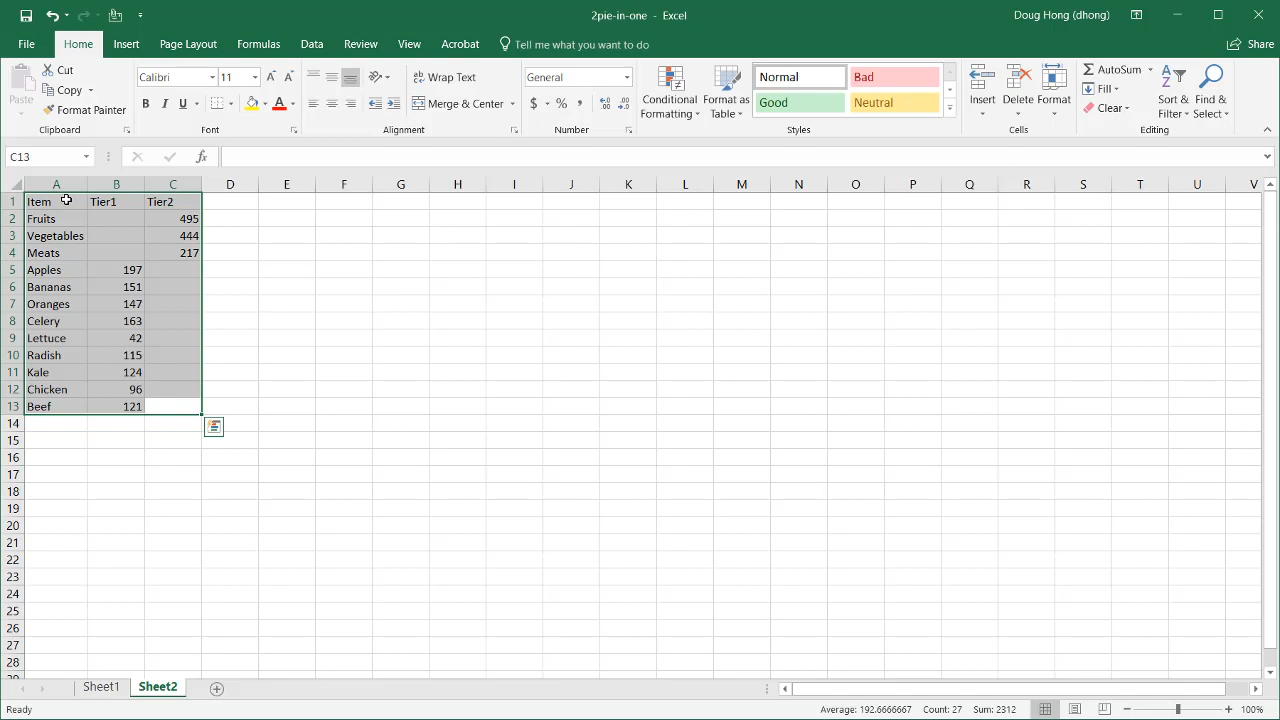 2pie-in-one - Excel
Doug Hong (dhong)
File Home Insert Page Layout Formulas Data Review View Acrobat Tell me what you want to do Share
Paste
Cut
Copy
Format Painter
Clipboard
Calibri 11
B I U
Font
Wrap Text
Merge & Center
Alignment
General
$ % ,
Number
Conditional Formatting
Format as Table
Normal Bad
Good Neutral
Styles
Insert Delete Format
Cells
AutoSum
Fill
Clear
Sort & Filter
Find & Select
Editing
C13 fx
A B C D E F G H I J K L M N O P Q R S T U V
1 Item Tier1 Tier2
2 Fruits 495
3 Vegetables 444
4 Meats 217
5 Apples 197
6 Bananas 151
7 Oranges 147
8 Celery 163
9 Lettuce 42
10 Radish 115
11 Kale 124
12 Chicken 96
13 Beef 121
14
15
16
17
18
19
20
21
22
23
24
25
26
27
28
Sheet1 Sheet2
Ready Average: 192.6666667 Count: 27 Sum: 2312 100%